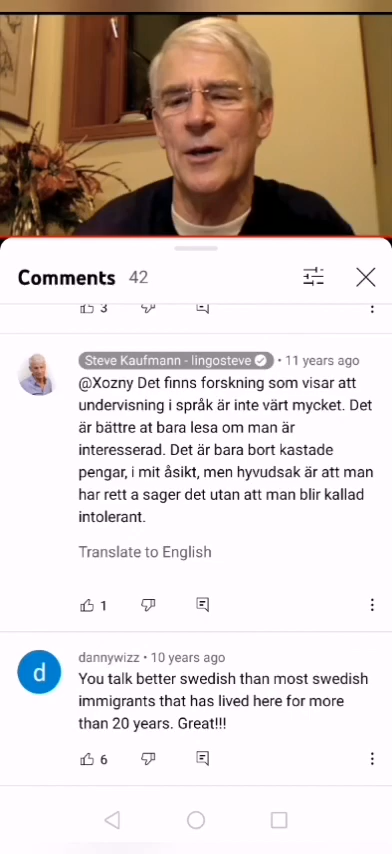 Comments 42
3
Steve Kaufmann - lingosteve • 11 years ago
@Xozny Det finns forskning som visar att
undervisning i språk är inte värt mycket. Det
är bättre at bara lesa om man är
interesserad. Det är bara bort kastade
pengar, i mit åsikt, men hyvudsak är att man
har rett a sager det utan att man blir kallad
intolerant.
Translate to English
1
d
dannywizz • 10 years ago
You talk better swedish than most swedish
immigrants that has lived here for more
than 20 years. Great!!!
6